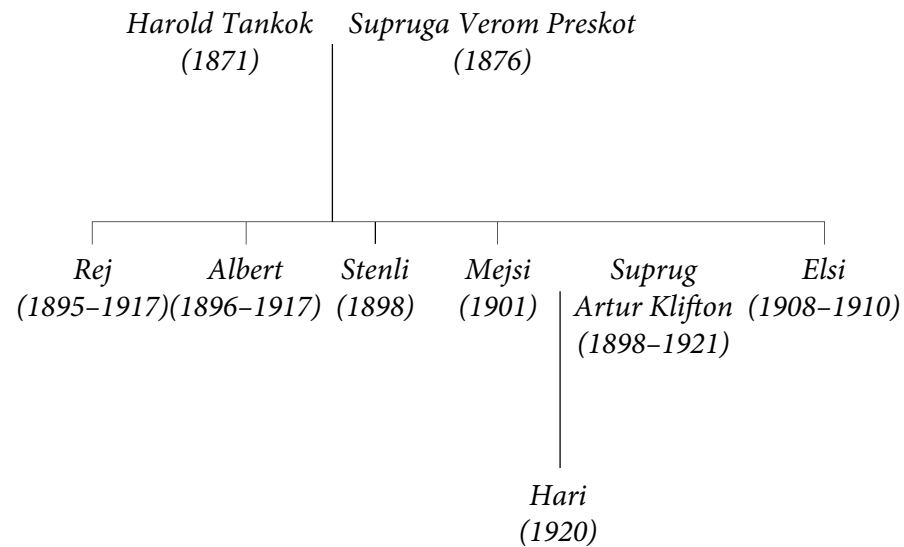 Harold Tankok Supruga Verom Preskot
(1871) (1876)
Rej Albert Stenli Mejsi Suprug Elsi
(1895–1917) (1896–1917) (1898) (1901) Artur Klifton (1908–1910)
(1898–1921)
Hari
(1920)